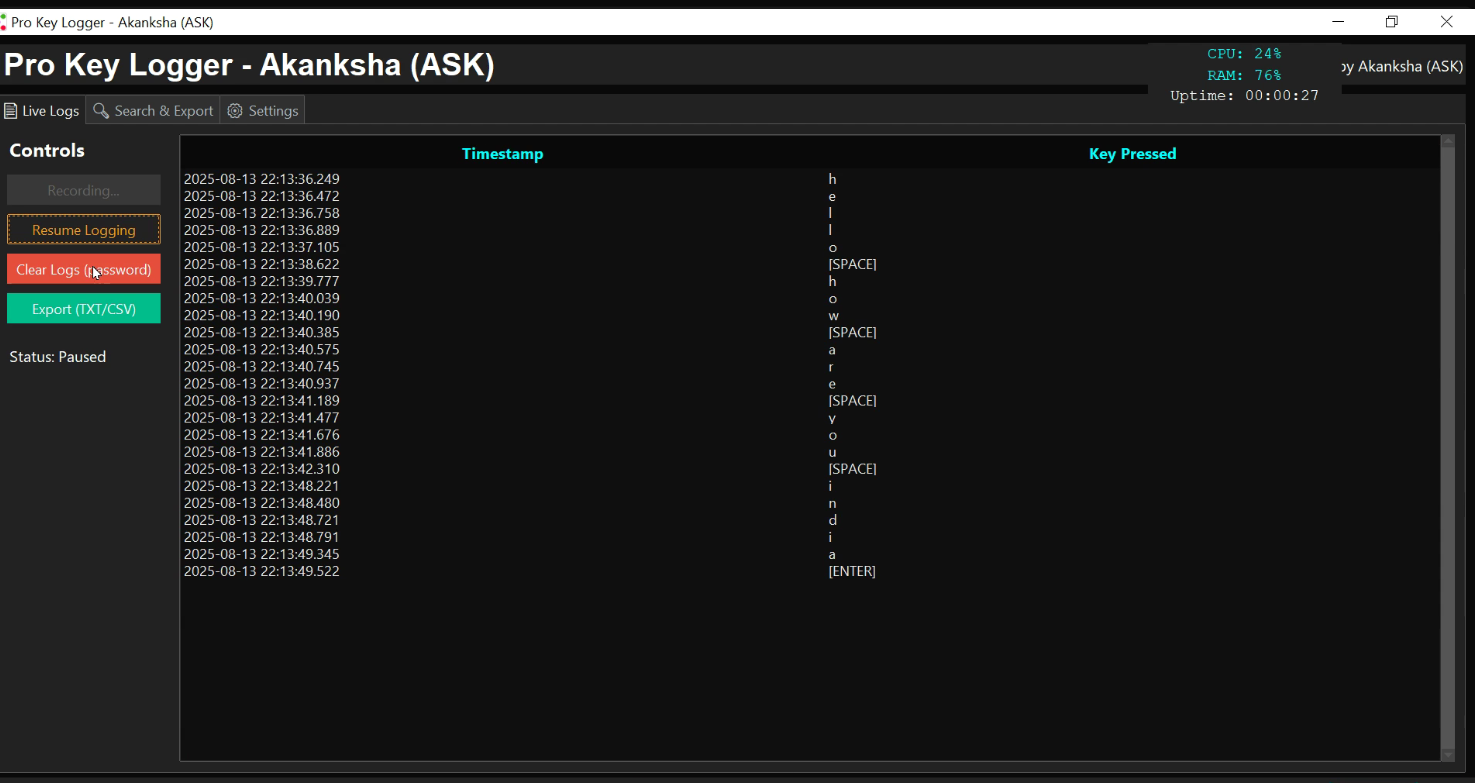 Pro Key Logger - Akanksha (ASK)
Pro Key Logger - Akanksha (ASK)
CPU: 24%
RAM: 76%
Uptime: 00:00:27
by Akanksha (ASK)
Live Logs Search & Export Settings
Controls
Recording...
Resume Logging
Clear Logs (password)
Export (TXT/CSV)
Status: Paused
Timestamp Key Pressed
2025-08-13 22:13:36.249 h
2025-08-13 22:13:36.472 e
2025-08-13 22:13:36.758 l
2025-08-13 22:13:36.889 l
2025-08-13 22:13:37.105 o
2025-08-13 22:13:38.622 [SPACE]
2025-08-13 22:13:39.777 h
2025-08-13 22:13:40.039 o
2025-08-13 22:13:40.190 w
2025-08-13 22:13:40.385 [SPACE]
2025-08-13 22:13:40.575 a
2025-08-13 22:13:40.745 r
2025-08-13 22:13:40.937 e
2025-08-13 22:13:41.189 [SPACE]
2025-08-13 22:13:41.477 y
2025-08-13 22:13:41.676 o
2025-08-13 22:13:41.886 u
2025-08-13 22:13:42.310 [SPACE]
2025-08-13 22:13:48.221 i
2025-08-13 22:13:48.480 n
2025-08-13 22:13:48.721 d
2025-08-13 22:13:48.791 i
2025-08-13 22:13:49.345 a
2025-08-13 22:13:49.522 [ENTER]